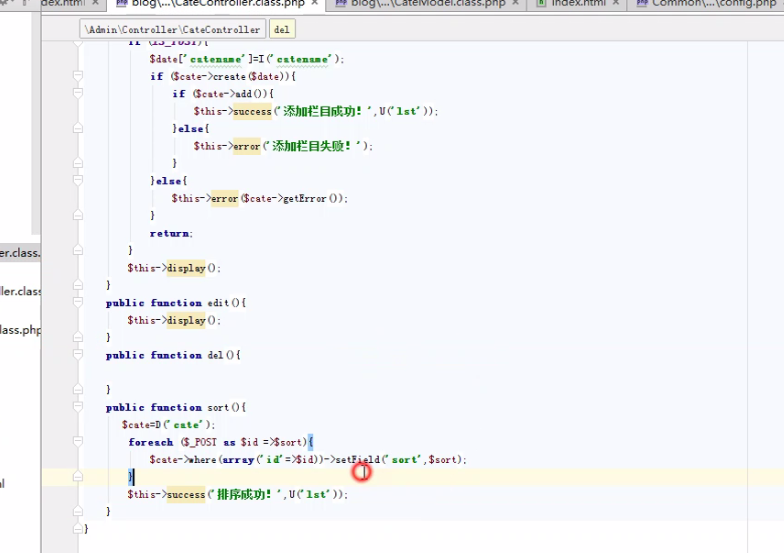 dex.html
blog\...\CateController.class.php
blog\...\CateModel.class.php
index.html
Common\...\config.php
\Admin\Controller\CateController
del
if (IS_POST){
$date['catename']=I('catename');
if ($cate->create($date)){
if ($cate->add()){
$this->success('添加栏目成功！',U('lst'));
}else{
$this->error('添加栏目失败！');
}
}else{
$this->error($cate->getError());
}
return;
}
$this->display();
}
public function edit(){
$this->display();
}
public function del(){
}
public function sort(){
$cate=D('cate');
foreach ($_POST as $id =>$sort){
$cate->where(array('id'=>$id))->setField('sort',$sort);
}
$this->success('排序成功！',U('lst'));
}
}
er.class.
ller.class
lass.php